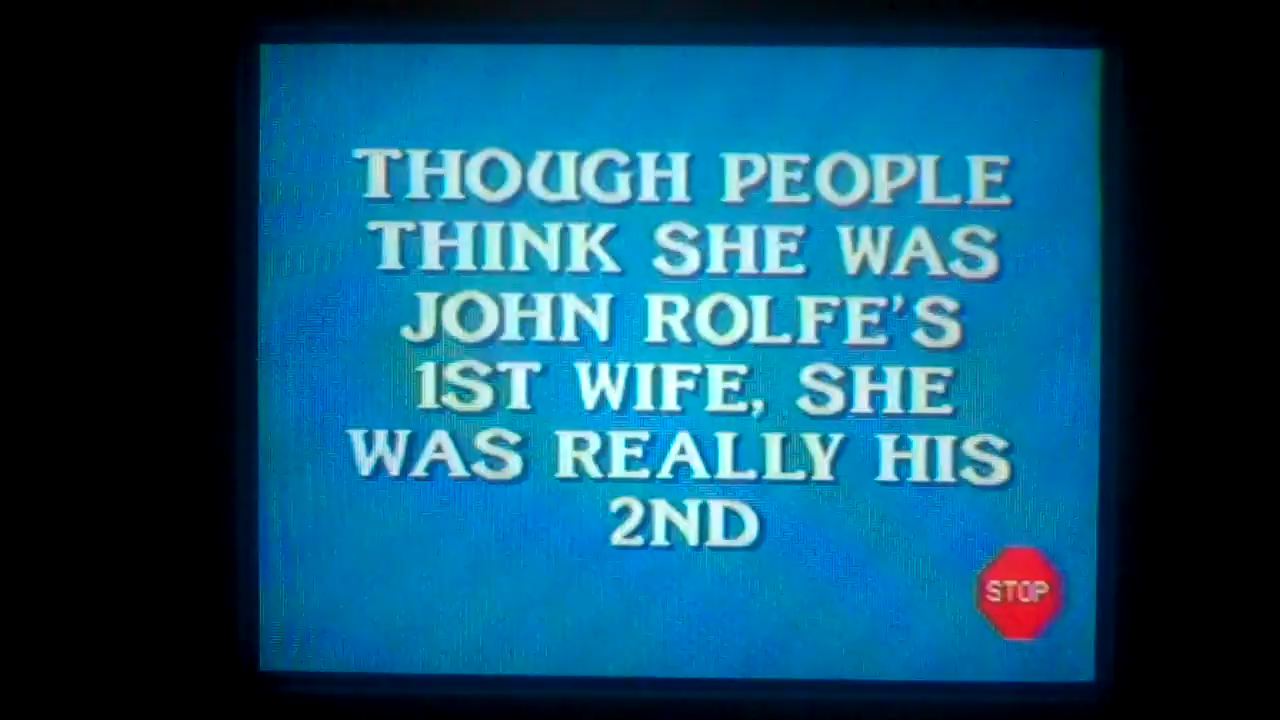 THOUGH PEOPLE
THINK SHE WAS
JOHN ROLFE'S
1ST WIFE, SHE
WAS REALLY HIS
2ND
STOP